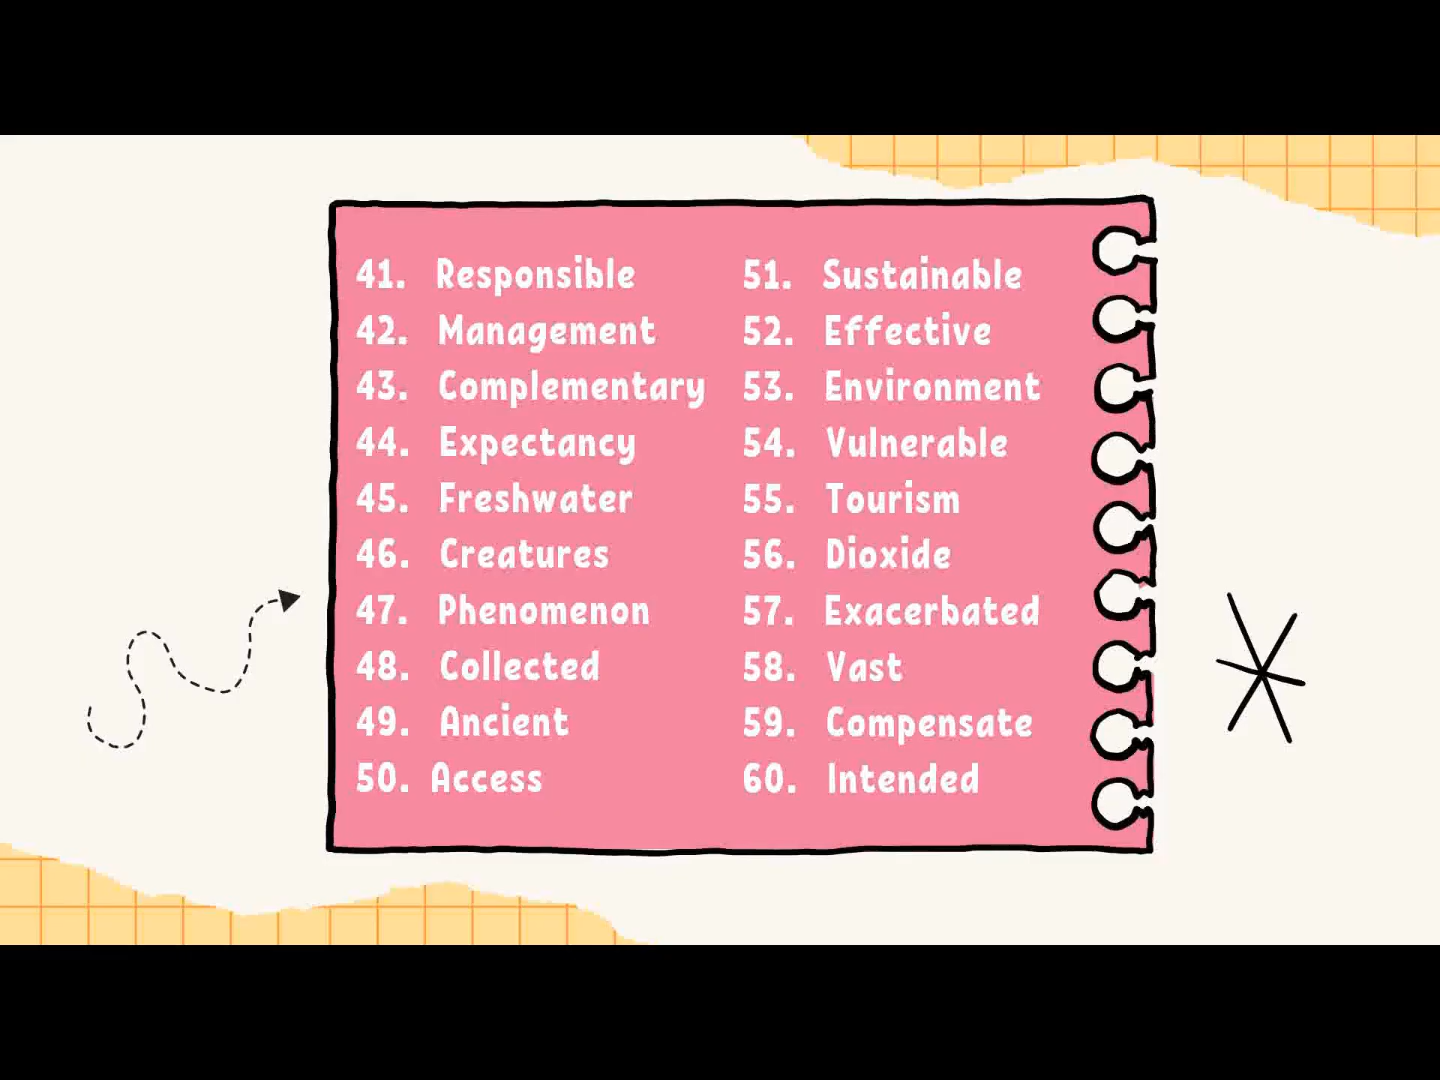 41. Responsible
42. Management
43. Complementary
44. Expectancy
45. Freshwater
46. Creatures
47. Phenomenon
48. Collected
49. Ancient
50. Access
51. Sustainable
52. Effective
53. Environment
54. Vulnerable
55. Tourism
56. Dioxide
57. Exacerbated
58. Vast
59. Compensate
60. Intended